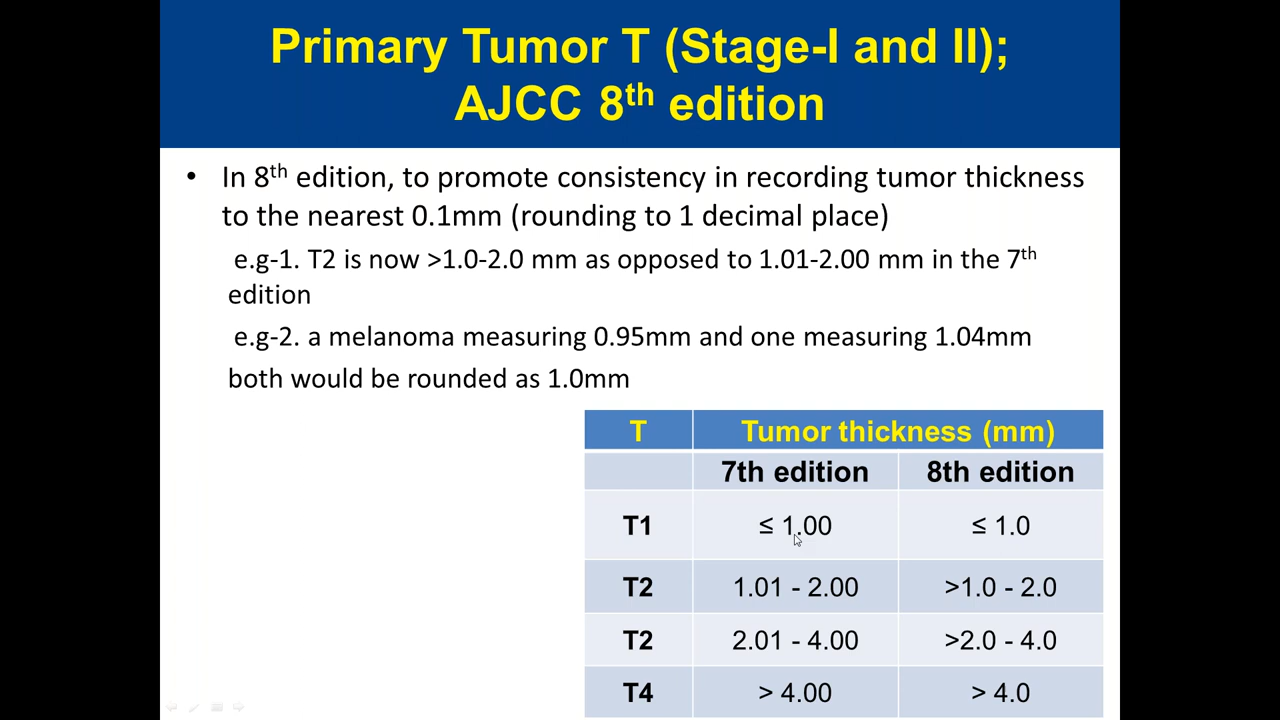 Primary Tumor T (Stage-I and II);
AJCC 8th edition
• In 8th edition, to promote consistency in recording tumor thickness
to the nearest 0.1mm (rounding to 1 decimal place)
e.g-1. T2 is now >1.0-2.0 mm as opposed to 1.01-2.00 mm in the 7th
edition
e.g-2. a melanoma measuring 0.95mm and one measuring 1.04mm
both would be rounded as 1.0mm
T Tumor thickness (mm)
7th edition 8th edition
T1 ≤ 1.00 ≤ 1.0
T2 1.01 - 2.00 >1.0 - 2.0
T2 2.01 - 4.00 >2.0 - 4.0
T4 > 4.00 > 4.0